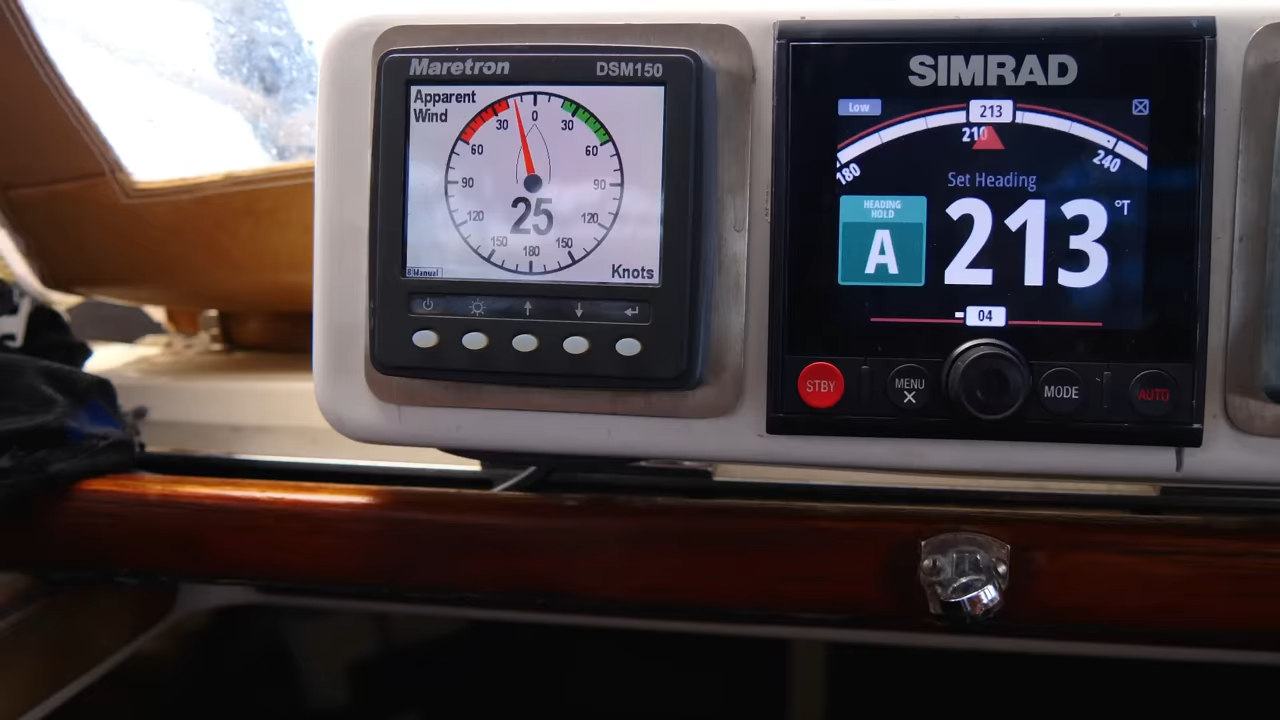 Maretron DSM150
Apparent
Wind
0
30 30
60 60
90 90
120 120
150 150
180
25
Manual
Knots
SIMRAD
Low
213
210
180
240
Set Heading
HEADING
HOLD
A
213 °T
04
STBY
MENU
X
MODE
AUTO